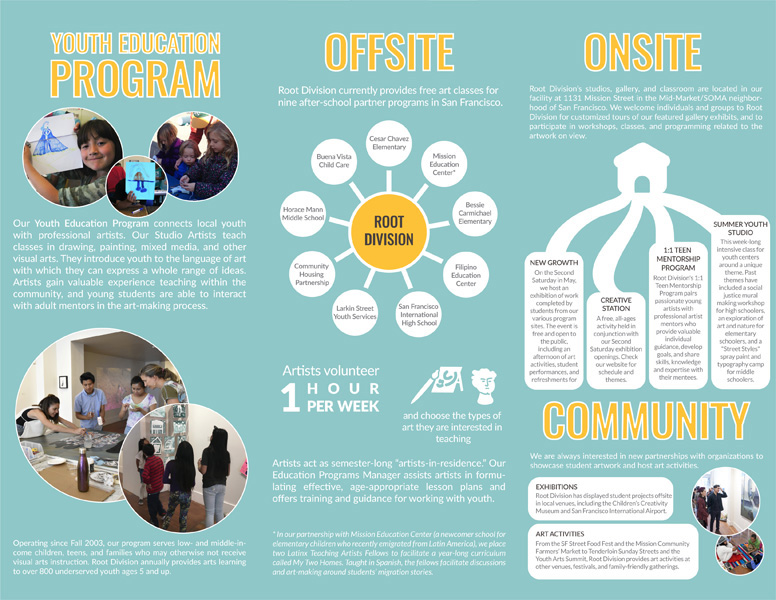 YOUTH EDUCATION
PROGRAM
Our Youth Education Program connects local youth
with professional artists. Our Studio Artists teach
classes in drawing, painting, mixed media, and other
visual arts. They introduce youth to the language of art
with which they can express a whole range of ideas.
Artists gain valuable experience teaching within the
community, and young students are able to interact
with adult mentors in the art-making process.
Operating since Fall 2003, our program serves low- and middle-in-
come children, teens, and families who may otherwise not receive
visual arts instruction. Root Division annually provides arts learning
to over 800 underserved youth ages 5 and up.
OFFSITE
Root Division currently provides free art classes for
nine after-school partner programs in San Francisco.
Cesar Chavez
Elementary
Mission
Education
Center*
Bessie
Carmichael
Elementary
Filipino
Education
Center
San Francisco
International
High School
Larkin Street
Youth Services
Community
Housing
Partnership
Horace Mann
Middle School
Buena Vista
Child Care
ROOT
DIVISION
Artists volunteer
1 HOUR
PER WEEK
and choose the types of
art they are interested in
teaching
Artists act as semester-long "artists-in-residence." Our
Education Programs Manager assists artists in formu-
lating effective, age-appropriate lesson plans and
offers training and guidance for working with youth.
* In our partnership with Mission Education Center (a newcomer school for
elementary children who recently emigrated from Latin America), we place
two Latinx Teaching Artists Fellows to facilitate a year-long curriculum
called My Two Homes. Taught in Spanish, the fellows facilitate discussions
and art-making around students' migration stories.
ONSITE
Root Division's studios, gallery, and classroom are located in our
facility at 1131 Mission Street in the Mid-Market/SOMA neighbor-
hood of San Francisco. We welcome individuals and groups to Root
Division for customized tours of our featured gallery exhibits, and to
participate in workshops, classes, and programming related to the
artwork on view.
NEW GROWTH
On the Second
Saturday in May,
we host an
exhibition of work
completed by
students from our
various program
sites. The event is
free and open to
the public,
including an
afternoon of art
activities, student
performances, and
refreshments for
CREATIVE
STATION
A free, all-ages
activity held in
conjunction with
our Second
Saturday exhibition
openings. Check
our website for
schedule and
themes.
1:1 TEEN
MENTORSHIP
PROGRAM
Root Division's 1:1
Teen Mentorship
Program pairs
passionate young
artists with
professional artist
mentors who
provide valuable
individual
guidance, develop
goals, and share
skills, knowledge
and expertise with
their mentees.
SUMMER YOUTH
STUDIO
This week-long
intensive class for
youth centers
around a unique
theme. Past
themes have
included a social
justice mural
making workshop
for high schoolers,
an exploration of
art and nature for
elementary
schoolers, and a
"Street Styles"
spray paint and
typography camp
for middle
schoolers.
COMMUNITY
We are always interested in new partnerships with organizations to
showcase student artwork and host art activities.
EXHIBITIONS
Root Division has displayed student projects offsite
in local venues, including the Children's Creativity
Museum and San Francisco International Airport.
ART ACTIVITIES
From the SF Street Food Fest and the Mission Community
Farmers' Market to Tenderloin Sunday Streets and the
Youth Arts Summit, Root Division provides art activities at
other venues, festivals, and family-friendly gatherings.